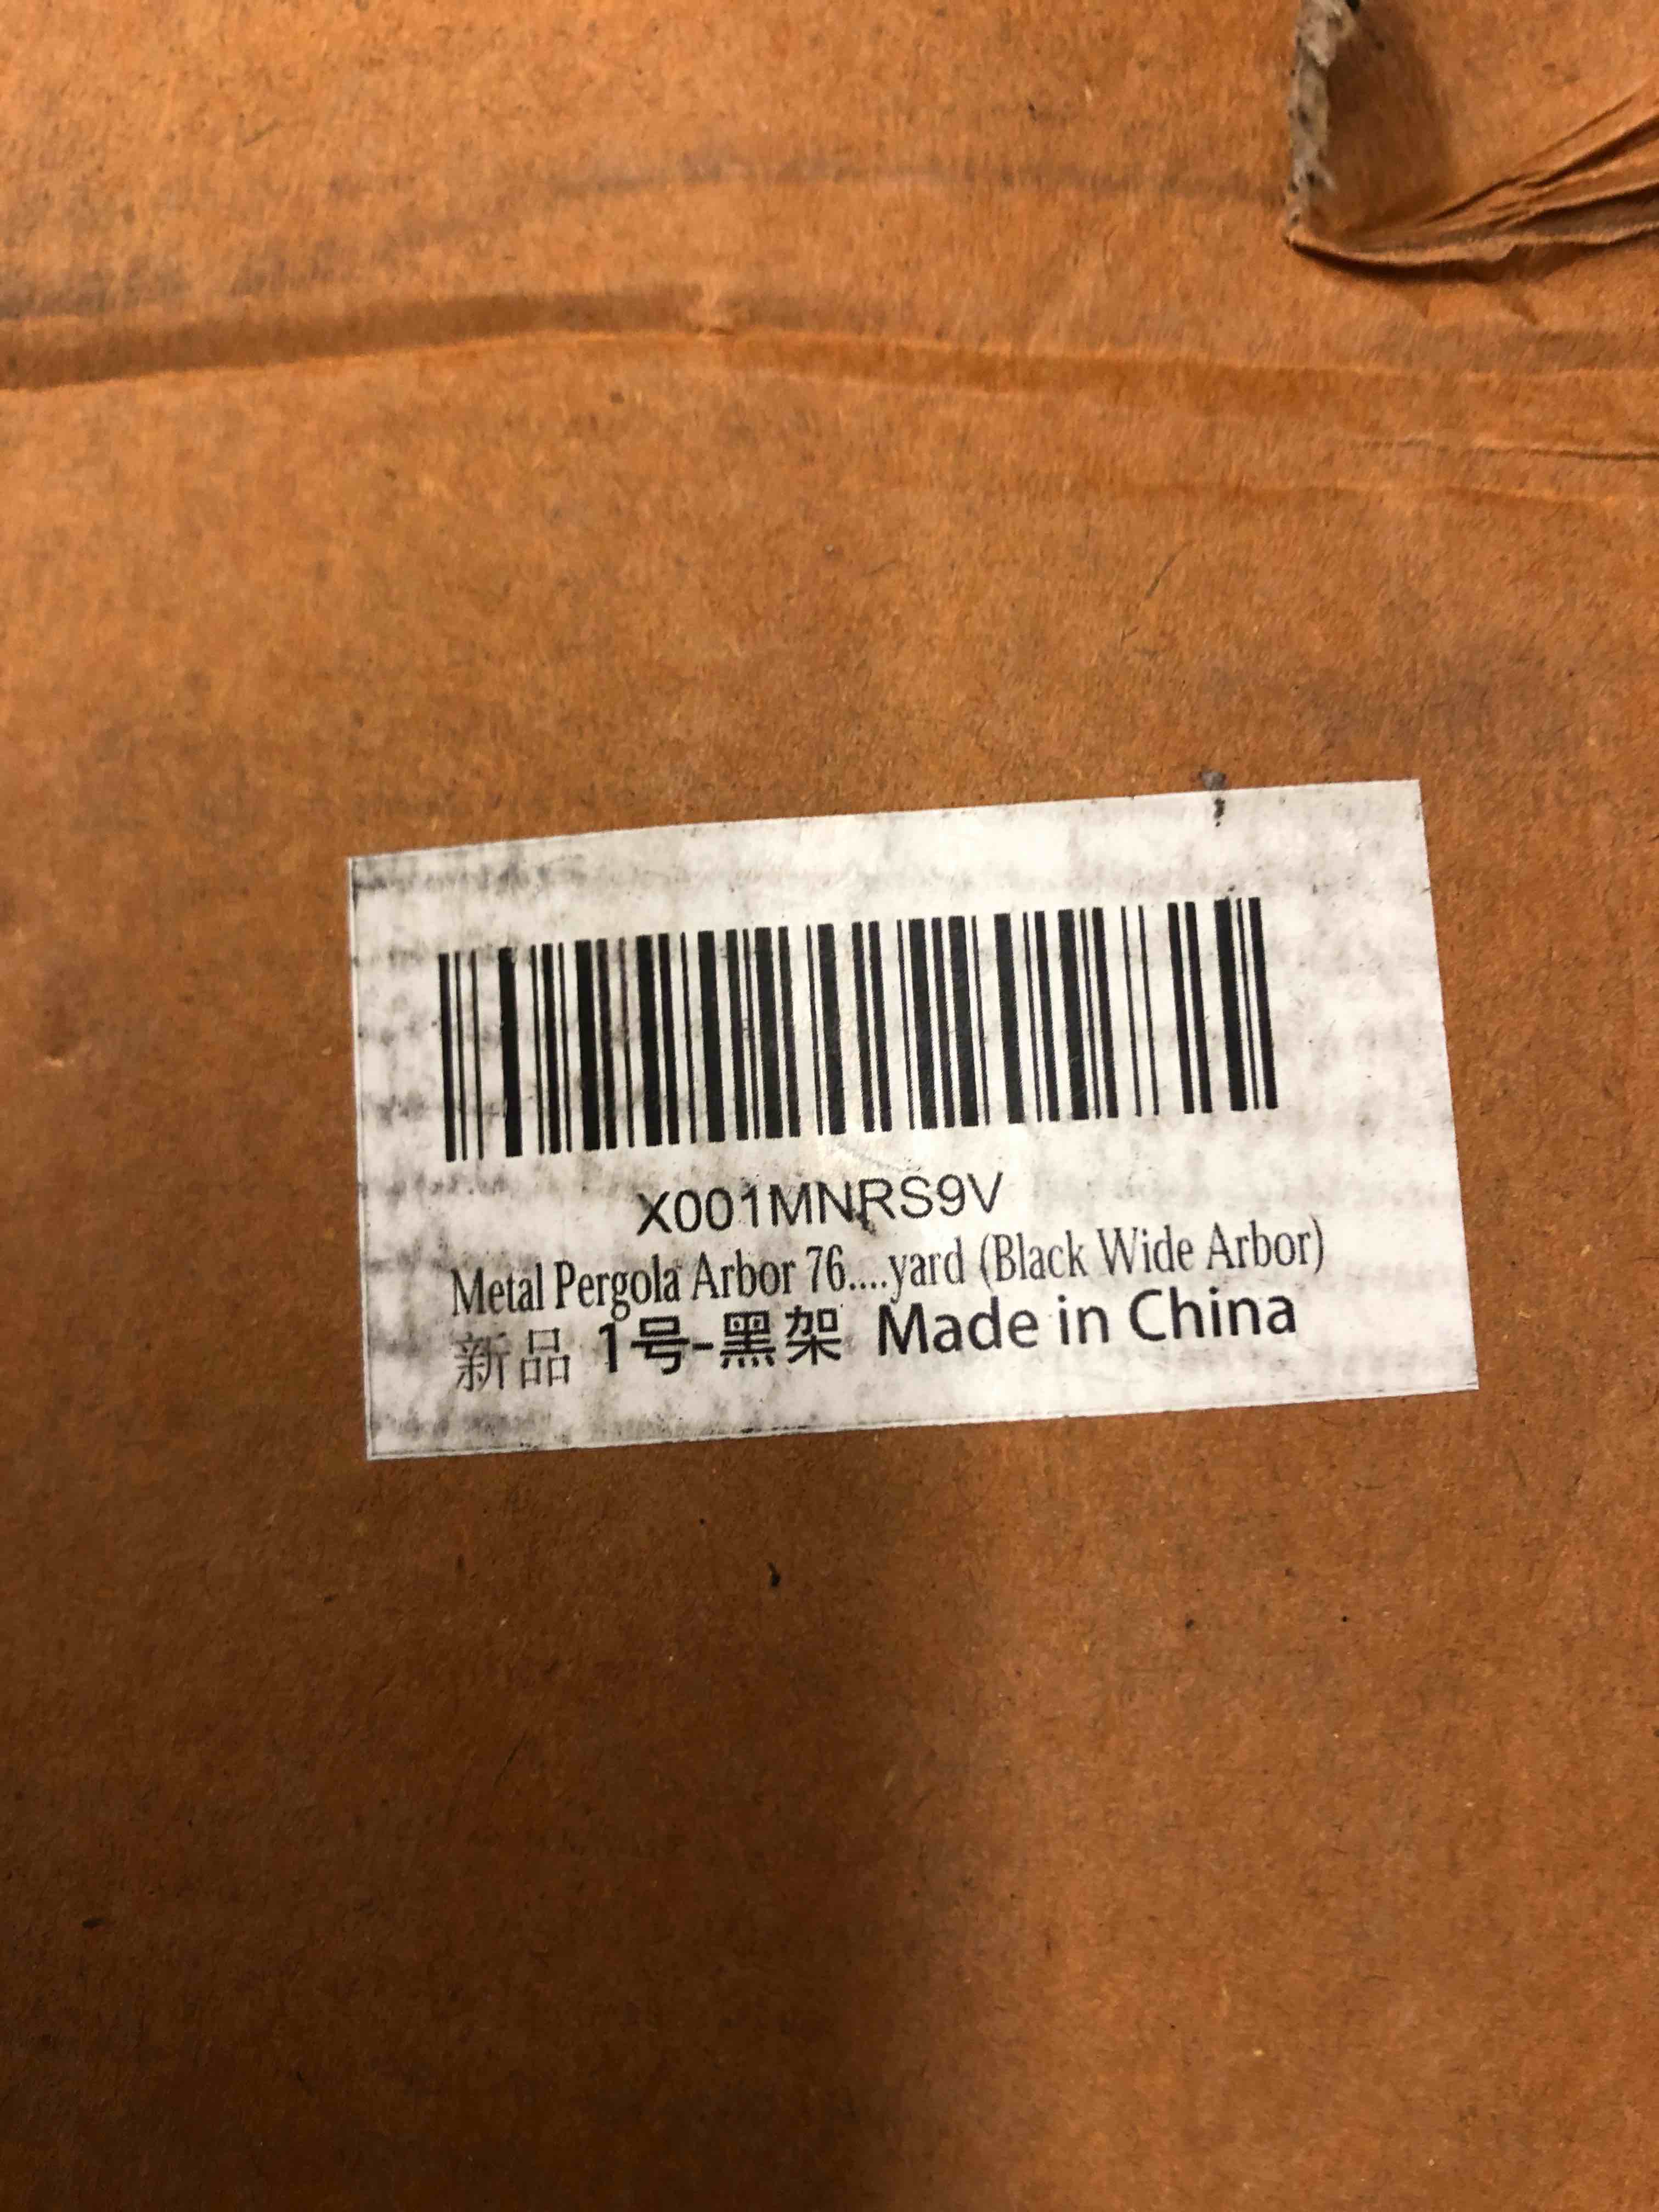 X001MNRS9V
Metal Pergola Arbor 76....yard (Black Wide Arbor)
新品 1号-黑架 Made in China